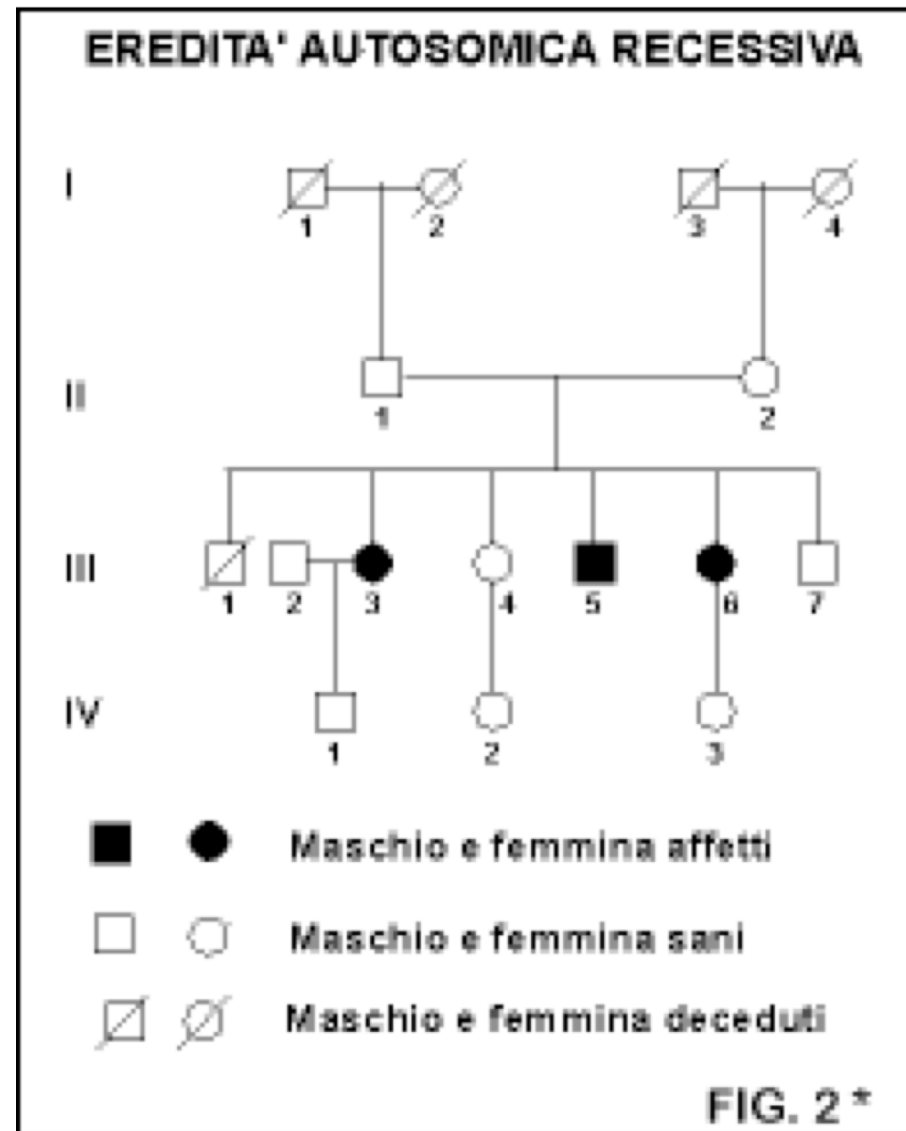 EREDITA' AUTOSOMICA RECESSIVA
I
1 2 3 4
II
1 2
III
1 2 3 4 5 6 7
IV
1 2 3
Maschio e femmina affetti
Maschio e femmina sani
Maschio e femmina deceduti
FIG. 2 *